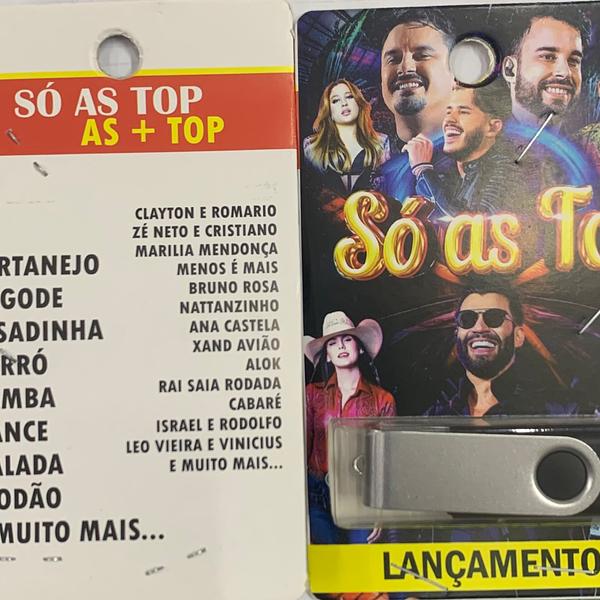 SÓ AS TOP
AS + TOP
CLAYTON E ROMARIO
ZÉ NETO E CRISTIANO
MARILIA MENDONÇA
MENOS É MAIS
BRUNO ROSA
NATTANZINHO
ANA CASTELA
XAND AVIÃO
ALOK
RAI SAIA RODADA
CABARÉ
ISRAEL E RODOLFO
LEO VIEIRA E VINICIUS
E MUITO MAIS...
RTANEJO
GODE
SADINHA
RRÓ
MBA
ANCE
ALADA
ODÃO
MUITO MAIS...
Só as To
LANÇAMENTO